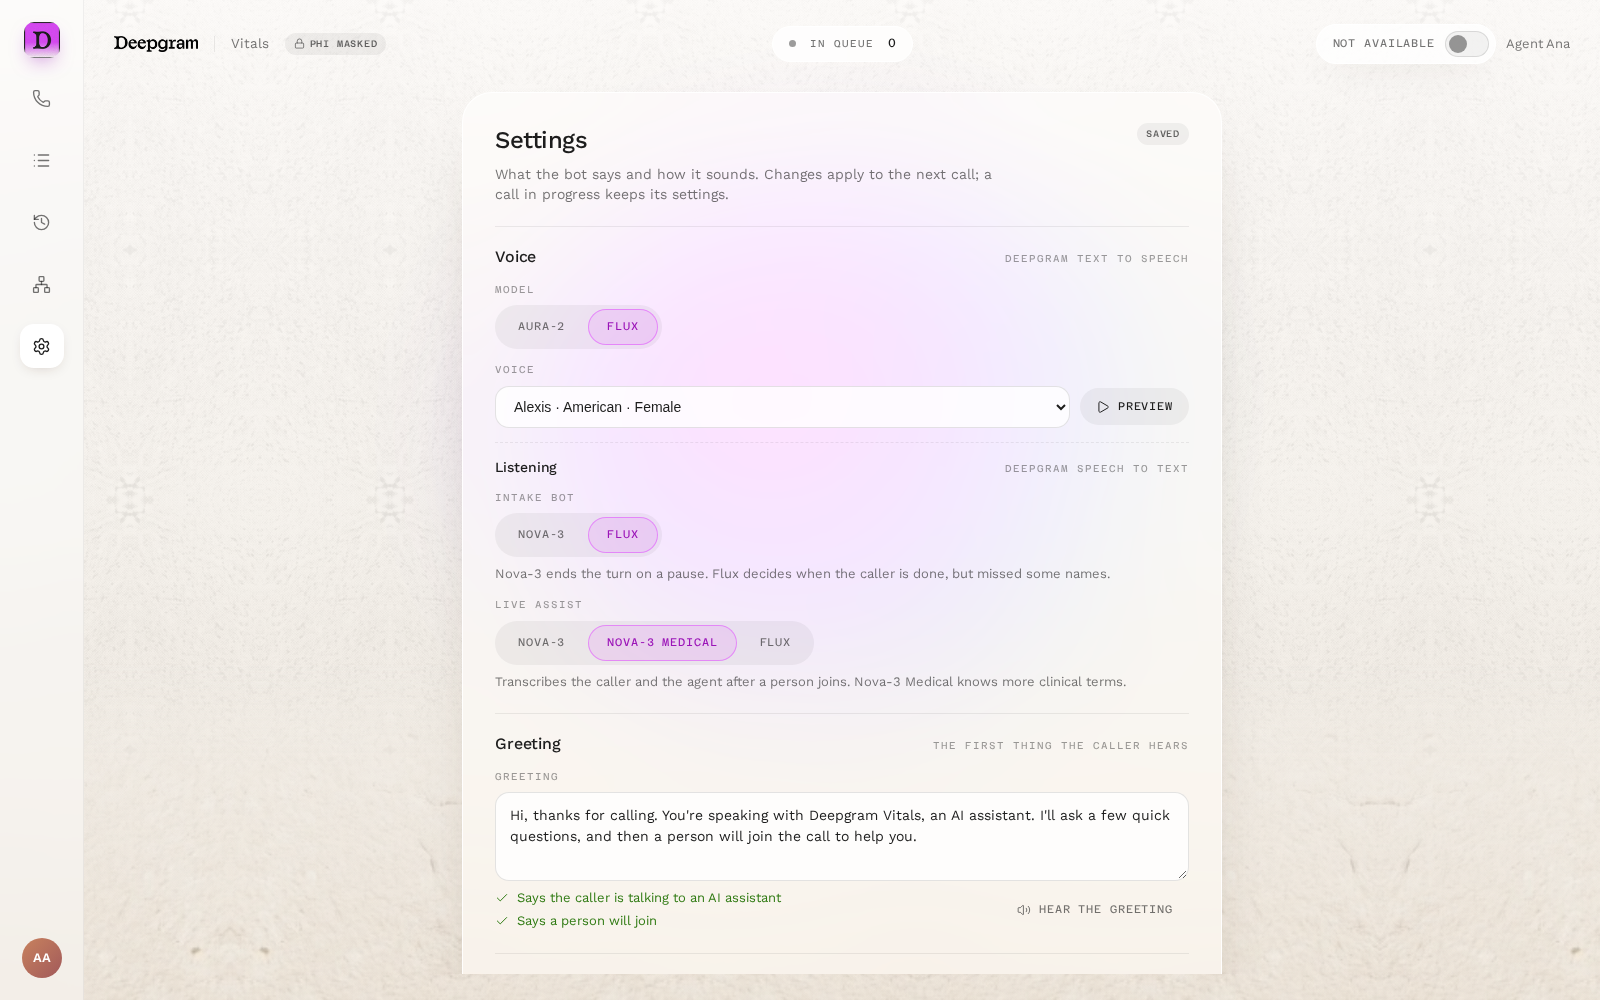 D
Deepgram
Vitals
PHI MASKED
IN QUEUE 0
NOT AVAILABLE
Agent Ana
Settings
SAVED
What the bot says and how it sounds. Changes apply to the next call; a
call in progress keeps its settings.
Voice
DEEPGRAM TEXT TO SPEECH
MODEL
AURA-2
FLUX
VOICE
Alexis · American · Female
PREVIEW
Listening
DEEPGRAM SPEECH TO TEXT
INTAKE BOT
NOVA-3
FLUX
Nova-3 ends the turn on a pause. Flux decides when the caller is done, but missed some names.
LIVE ASSIST
NOVA-3
NOVA-3 MEDICAL
FLUX
Transcribes the caller and the agent after a person joins. Nova-3 Medical knows more clinical terms.
Greeting
THE FIRST THING THE CALLER HEARS
GREETING
Hi, thanks for calling. You're speaking with Deepgram Vitals, an AI assistant. I'll ask a few quick
questions, and then a person will join the call to help you.
Says the caller is talking to an AI assistant
Says a person will join
HEAR THE GREETING
AA